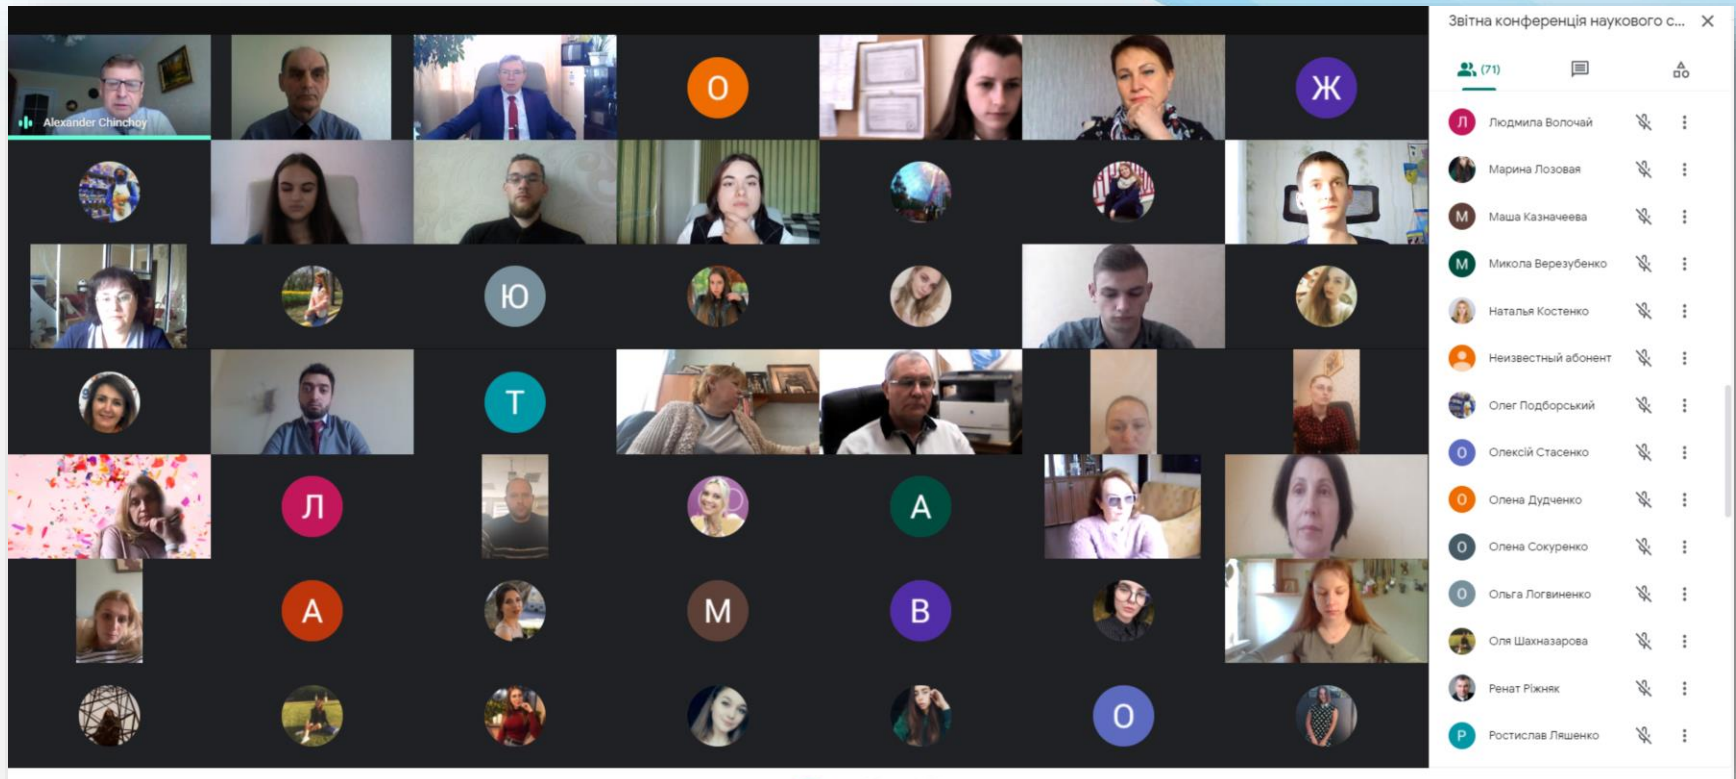 Звітна конференція наукового с...
(71)
Alexander Chinchoy
О
Ж
Ю
Т
Л
А
А
М
В
О
Л Людмила Волочай
Марина Лозовая
М Маша Казначеева
М Микола Верезубенко
Наталья Костенко
Неизвестный абонент
Олег Подборський
О Олексій Стасенко
О Олена Дудченко
О Олена Сокуренко
О Ольга Логвиненко
Оля Шахназарова
Ренат Ріжняк
Р Ростислав Ляшенко